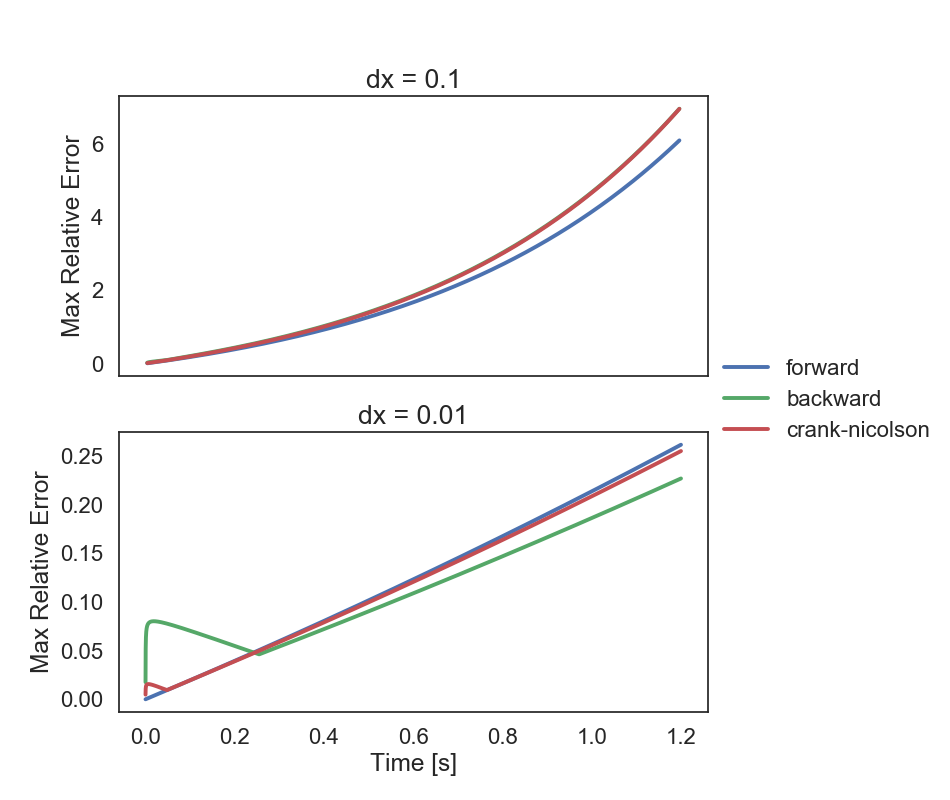 dx = 0.1
Max Relative Error
6
4
2
0
forward
backward
crank-nicolson
dx = 0.01
Max Relative Error
0.25
0.20
0.15
0.10
0.05
0.00
0.0 0.2 0.4 0.6 0.8 1.0 1.2
Time [s]